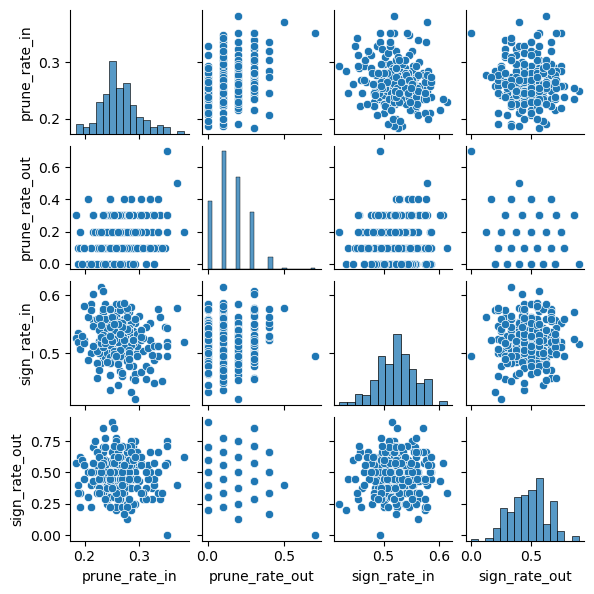 prune_rate_in
0.3
0.2
prune_rate_out
0.6
0.4
0.2
0.0
sign_rate_in
0.6
0.5
sign_rate_out
0.75
0.50
0.25
0.00
0.2 0.3 0.0 0.5 0.5 0.6 0.0 0.5
prune_rate_in prune_rate_out sign_rate_in sign_rate_out